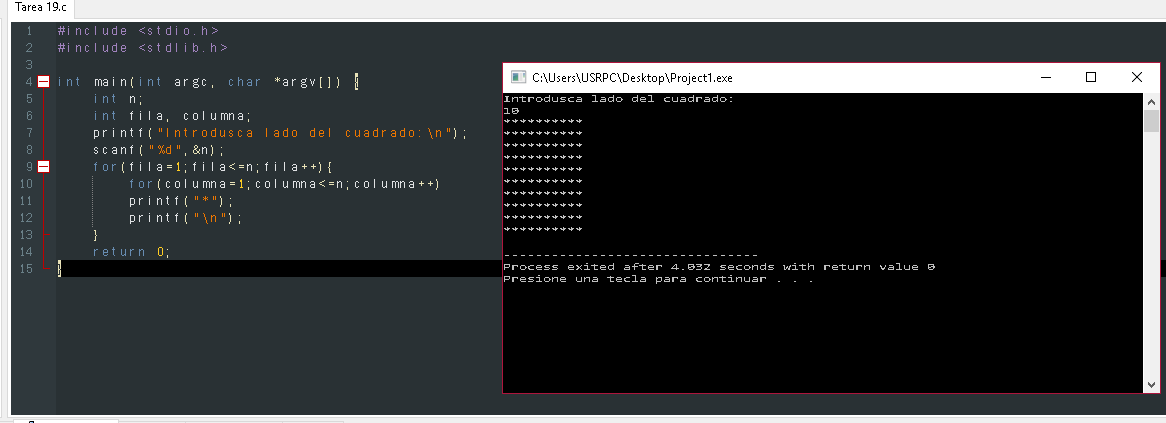 Tarea 19.c
1 #include <stdio.h>
2 #include <stdlib.h>
3
4 int main(int argc, char *argv[]) {
5 int n;
6 int fila, columna;
7 printf("Introdusca lado del cuadrado:\n");
8 scanf("%d",&n);
9 for(fila=1;fila<=n;fila++){
10 for(columna=1;columna<=n;columna++)
11 printf("*");
12 printf("\n");
13 }
14 return 0;
15 }
C:\Users\USRPC\Desktop\Project1.exe
Introdusca lado del cuadrado:
10
**********
**********
**********
**********
**********
**********
**********
**********
**********
**********
--------------------------------
Process exited after 4.032 seconds with return value 0
Presione una tecla para continuar . . .